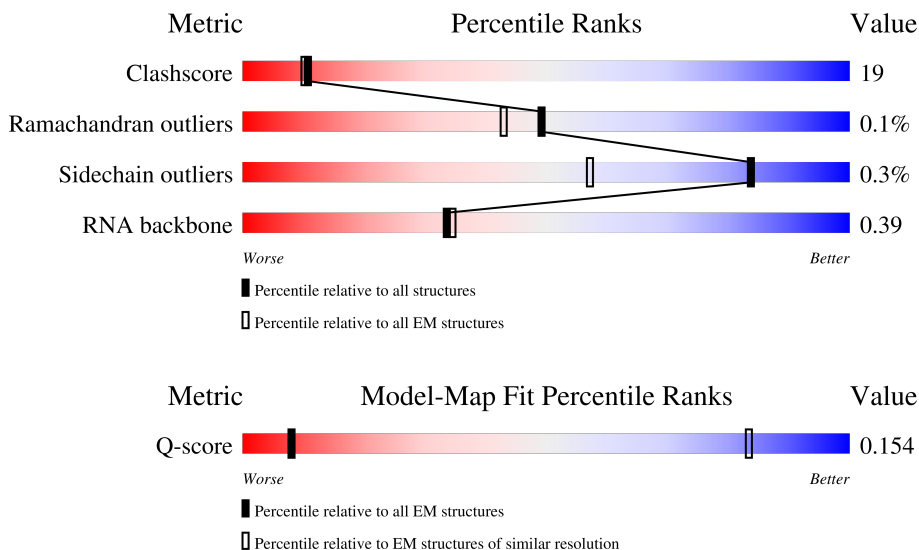 Metric Percentile Ranks Value
Clashscore 19
Ramachandran outliers 0.1%
Sidechain outliers 0.3%
RNA backbone 0.39
Worse Better
Percentile relative to all structures
Percentile relative to all EM structures
Metric Model-Map Fit Percentile Ranks Value
Q-score 0.154
Worse Better
Percentile relative to all EM structures
Percentile relative to EM structures of similar resolution